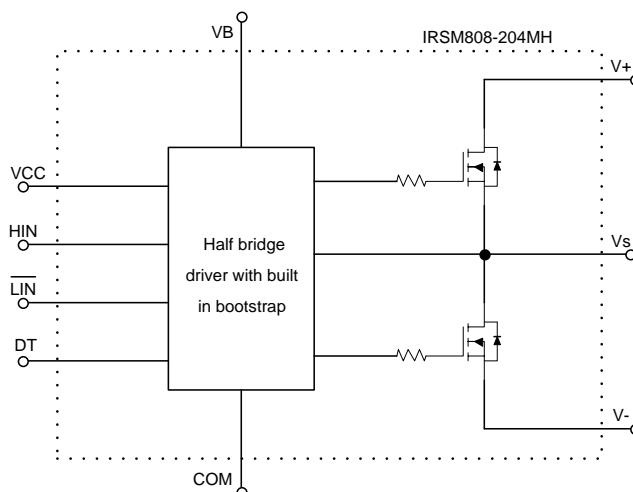 VB
IRSM808-204MH
V+
VCC
HIN
Half bridge
driver with built
in bootstrap
Vs
LIN
DT
V-
COM